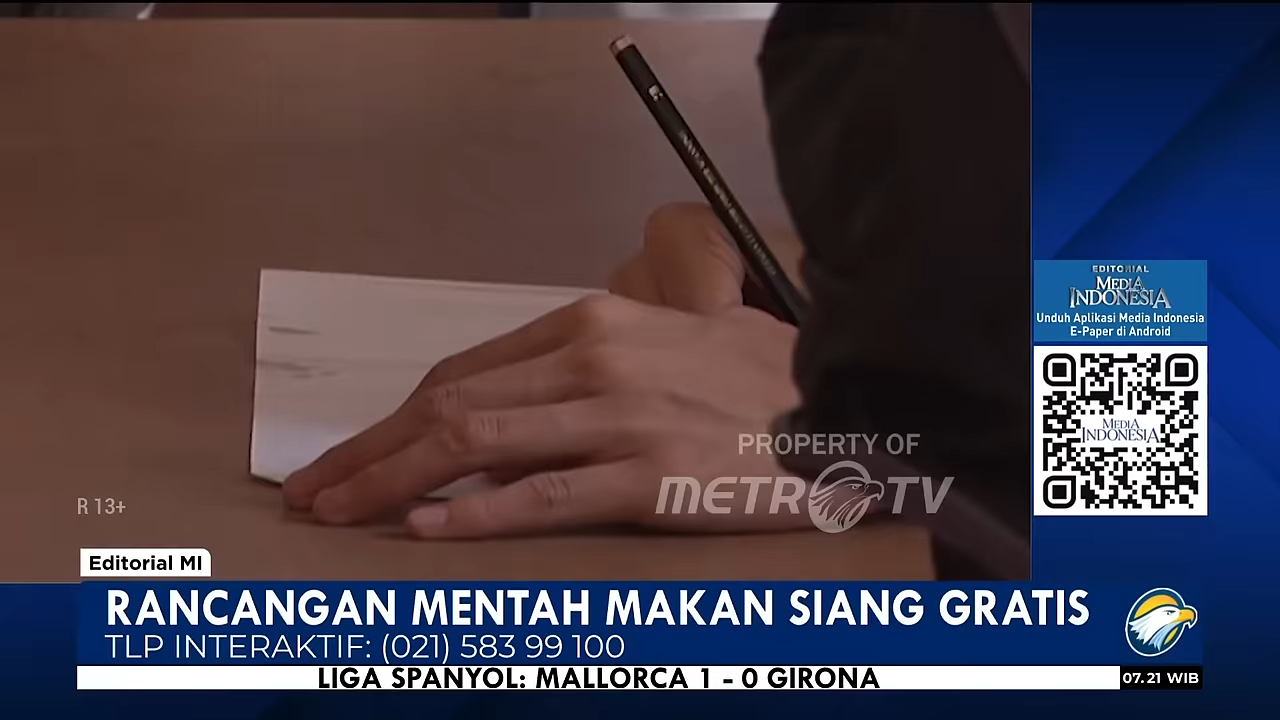 EDITORIAL
MEDIA
INDONESIA
Unduh Aplikasi Media Indonesia
E-Paper di Android
MEDIA
INDONESIA
PROPERTY OF
METRO TV
R 13+
Editorial MI
RANCANGAN MENTAH MAKAN SIANG GRATIS
TLP INTERAKTIF: (021) 583 99 100
LIGA SPANYOL: MALLORCA 1 - 0 GIRONA
07.21 WIB